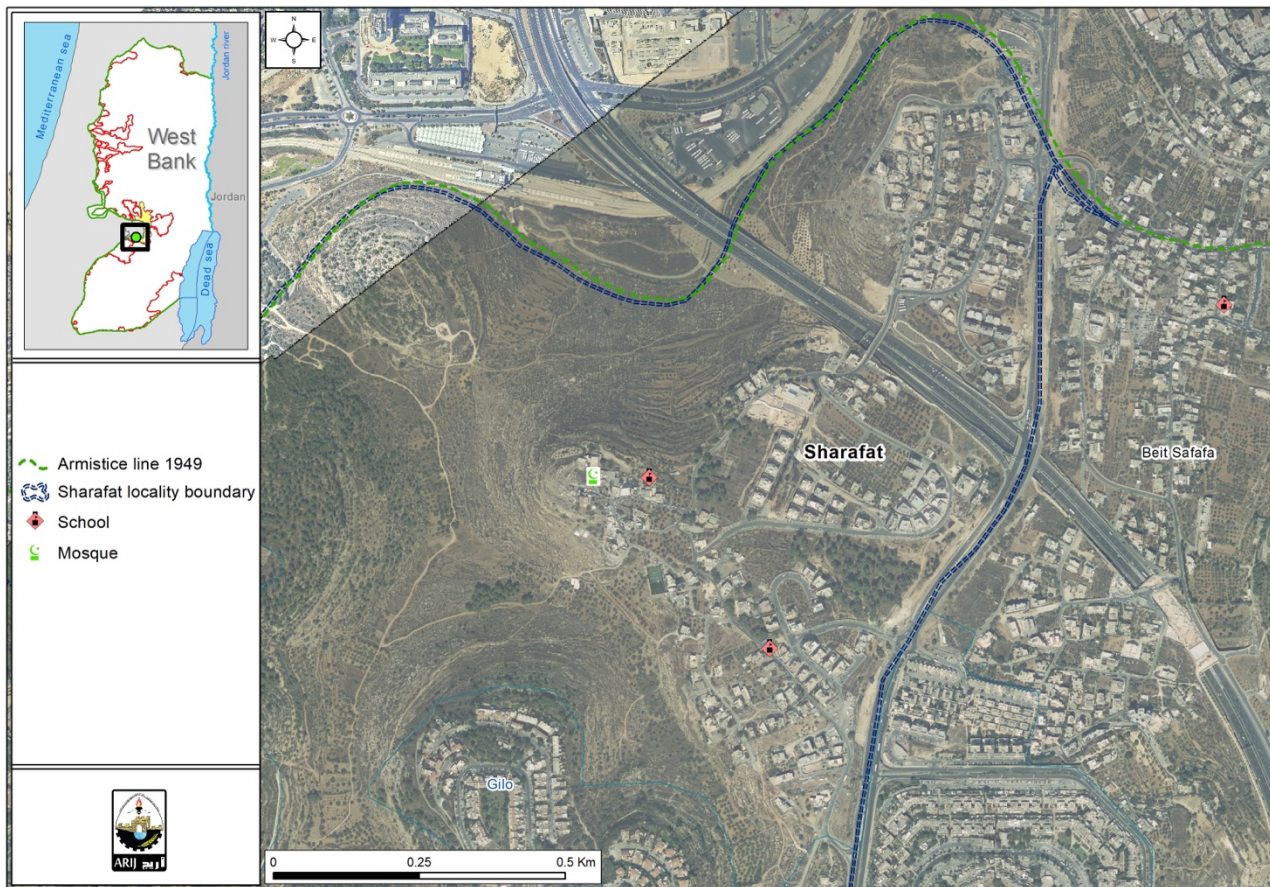 Mediterranean sea
Jordan river
West
Bank
Jordan
Dead sea
N
W E
S
Armistice line 1949
Sharafat locality boundary
School
Mosque
ARIJ أريج
Sharafat
Beit Safafa
Gilo
0 0.25 0.5 Km